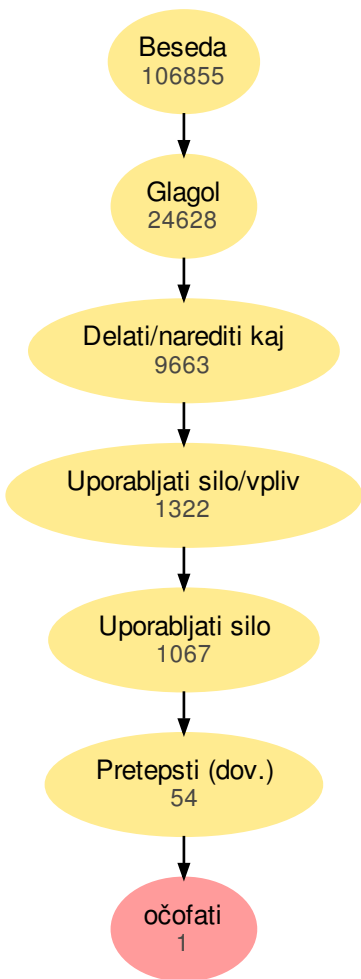 Beseda
106855
Glagol
24628
Delati/narediti kaj
9663
Uporabljati silo/vpliv
1322
Uporabljati silo
1067
Pretepsti (dov.)
54
očofati
1